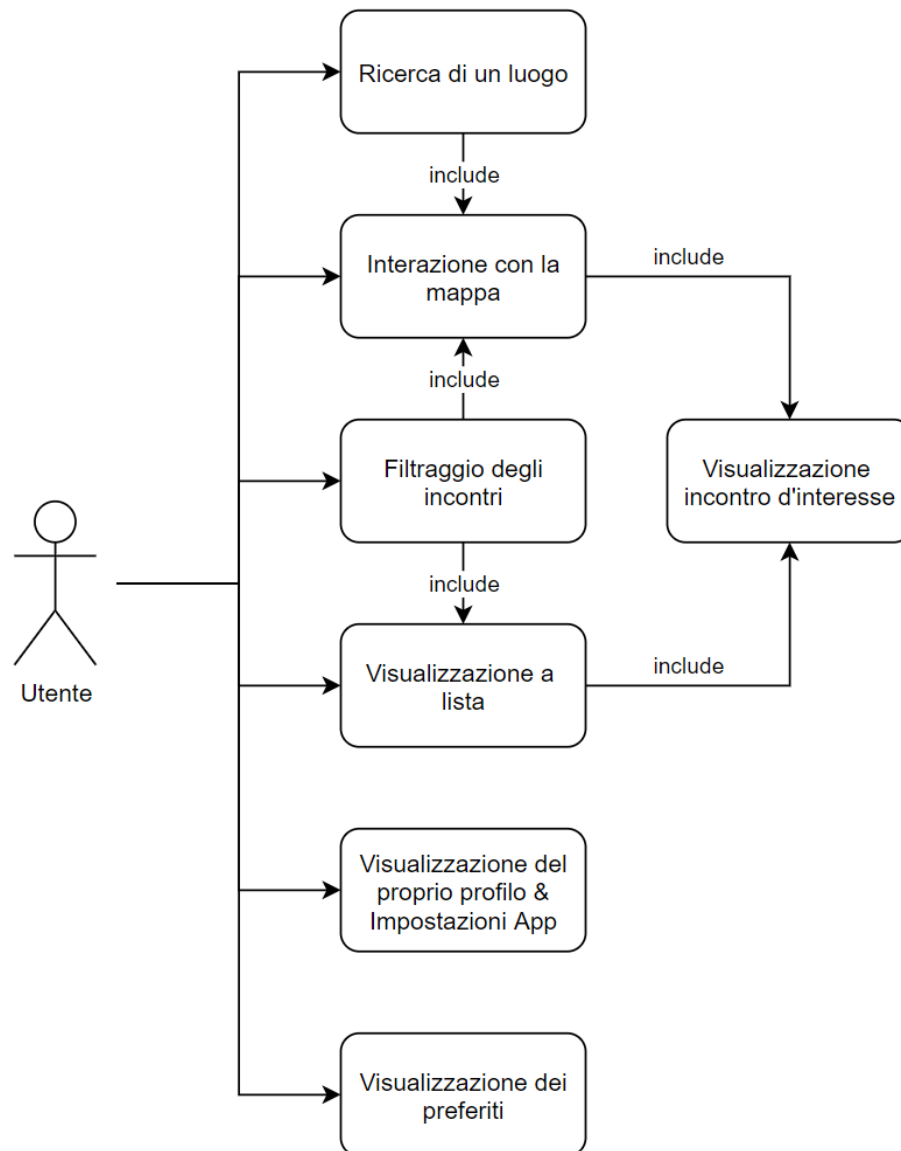 Ricerca di un luogo
include
Interazione con la
mappa
include
include
Filtraggio degli
incontri
Visualizzazione
incontro d'interesse
include
Visualizzazione a
lista
include
Utente
Visualizzazione del
proprio profilo &
Impostazioni App
Visualizzazione dei
preferiti